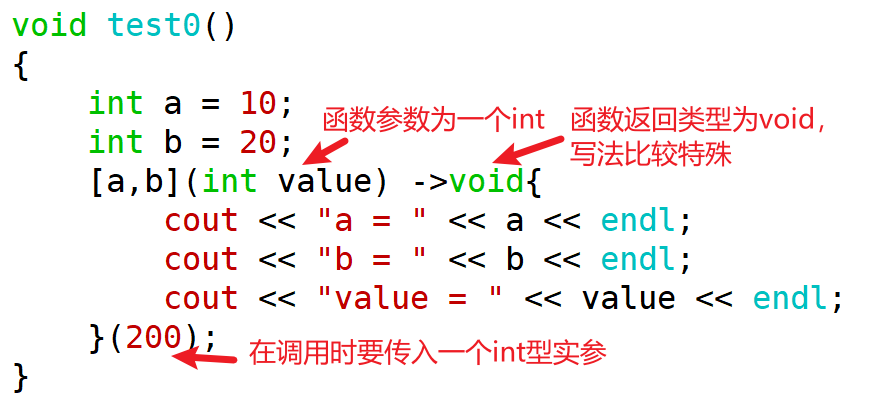 void test0()
{
int a = 10;
int b = 20;
函数参数为一个int
函数返回类型为void，
写法比较特殊
[a,b](int value) ->void{
cout << "a = " << a << endl;
cout << "b = " << b << endl;
cout << "value = " << value << endl;
}(200);
在调用时要传入一个int型实参
}